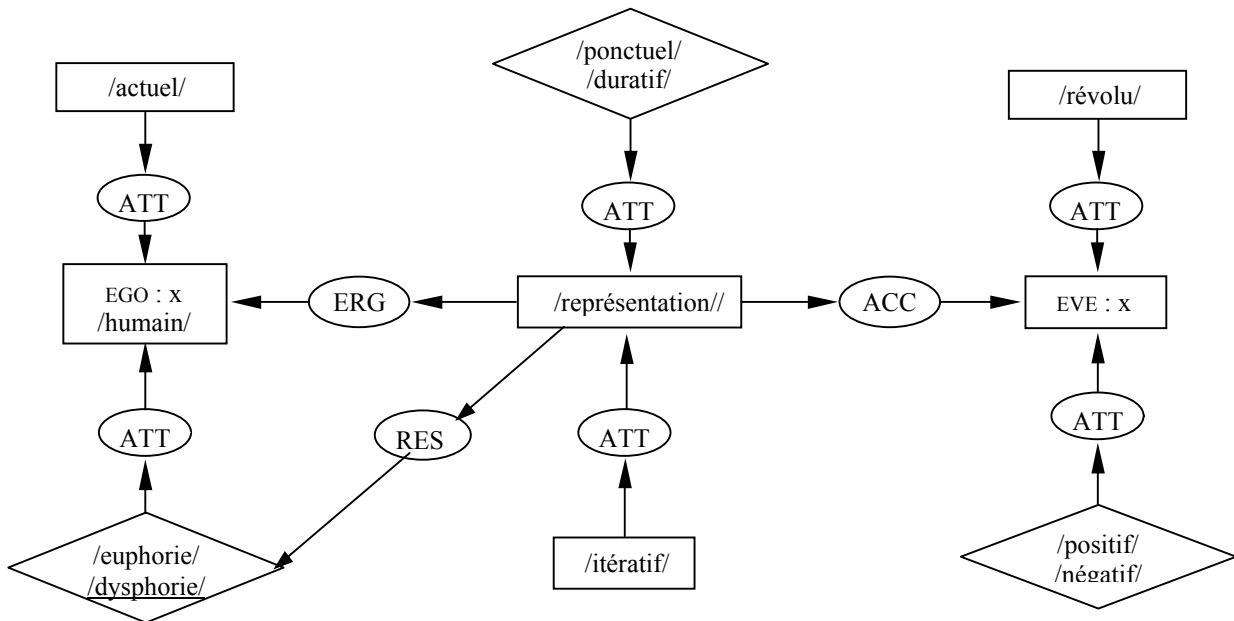 /ponctuel/
/duratif/
/actuel/
/révolu/
ATT
ATT
ATT
EGO : x
/humain/
ERG
/représentation//
ACC
EVE : x
ATT
RES
ATT
ATT
/euphorie/
/dysphorie/
/itératif/
/positif/
/négatif/